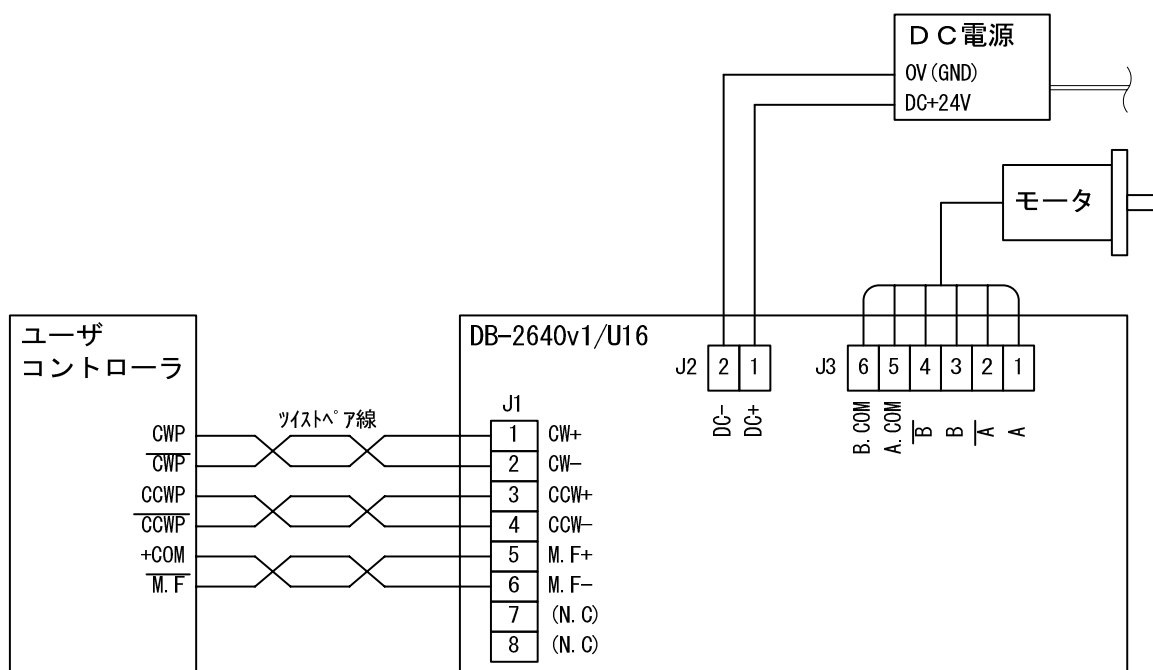 ＤＣ電源
0V(GND)
DC+24V
モータ
ユーザ
コントローラ
DB-2640v1/U16
J2
2
1
DC-
DC+
J3
6
5
4
3
2
1
B.COM
A.COM
B̅
B
A̅
A
ﾂｲｽﾄﾍﾟｱ線
J1
CWP
1
CW+
C̅W̅P̅
2
CW-
CCWP
3
CCW+
C̅C̅W̅P̅
4
CCW-
+COM
5
M.F+
M̅.̅F̅
6
M.F-
7
(N.C)
8
(N.C)